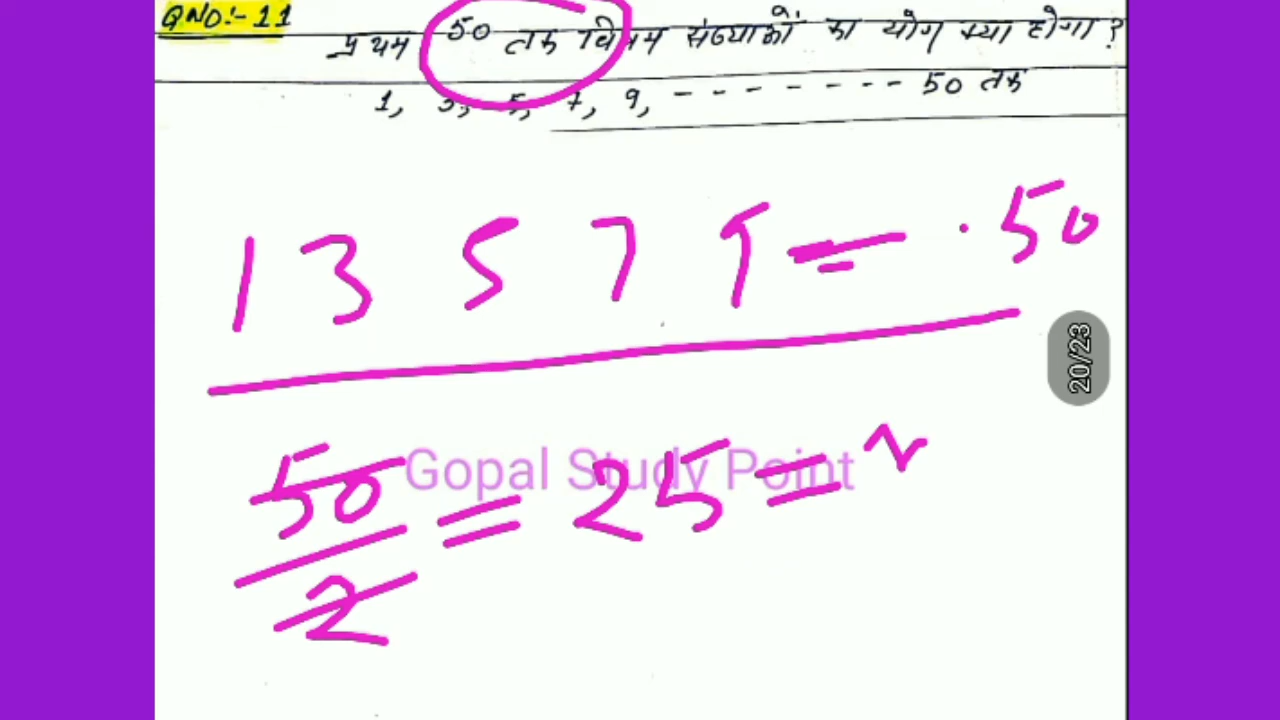 QNO:- 11
प्रथम 50 तक विषम संख्याओं का योग क्या होगा ?
1, 3, 5, 7, 9, - - - - - - - - 50 तक
1 3 5 7 9 = . 50
20/23
Gopal Study Point
50/2 = 25 = n